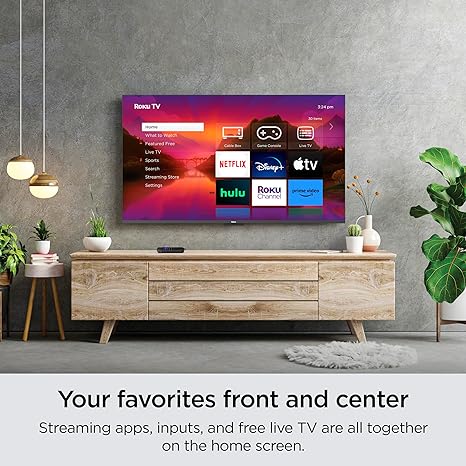 Roku TV
3:24 pm
30 items
Home
What to Watch
Featured Free
Live TV
Sports
Search
Streaming Store
Settings
Cable Box
Game Console
Live TV
NETFLIX
Disney+
tv
hulu
Roku
Channel
prime video
Your favorites front and center
Streaming apps, inputs, and free live TV are all together
on the home screen.